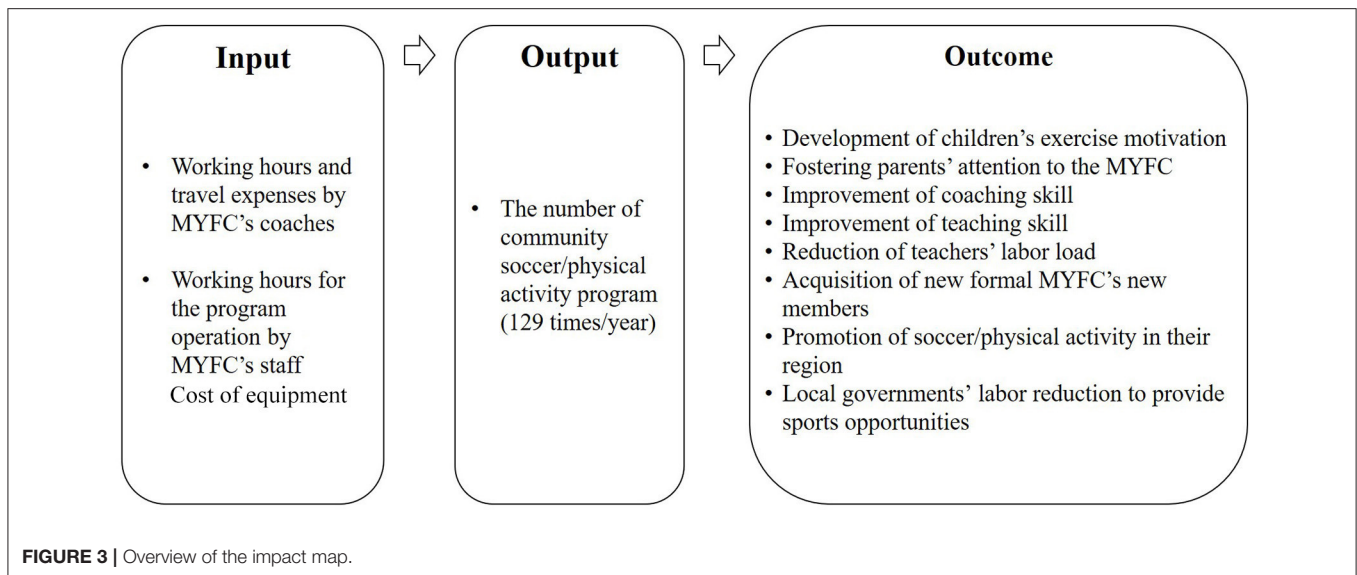 Input
• Working hours and
travel expenses by
MYFC's coaches
• Working hours for
the program
operation by
MYFC's staff
Cost of equipment
Output
• The number of
community
soccer/physical
activity program
(129 times/year)
Outcome
• Development of children's exercise motivation
• Fostering parents' attention to the MYFC
• Improvement of coaching skill
• Improvement of teaching skill
• Reduction of teachers' labor load
• Acquisition of new formal MYFC's new
members
• Promotion of soccer/physical activity in their
region
• Local governments' labor reduction to provide
sports opportunities
FIGURE 3 | Overview of the impact map.